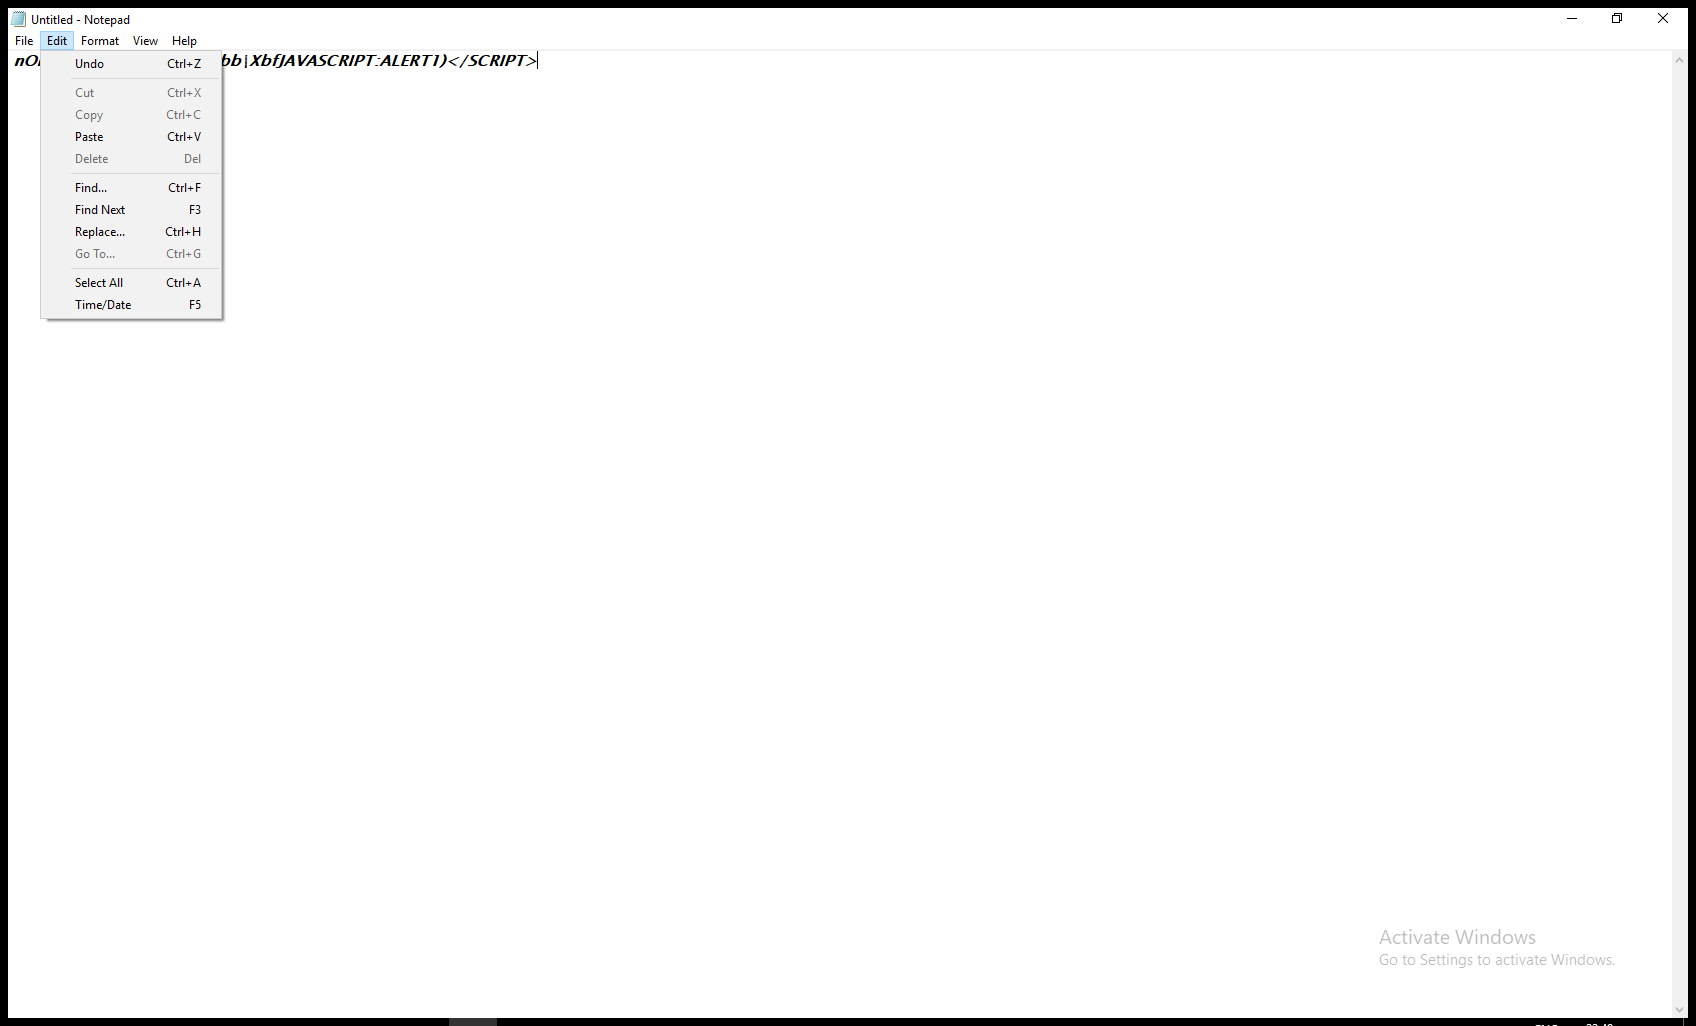 Untitled - Notepad
File Edit Format View Help
bb|XbfJAVASCRIPT:ALERT1)</SCRIPT>
Undo Ctrl+Z
Cut Ctrl+X
Copy Ctrl+C
Paste Ctrl+V
Delete Del
Find... Ctrl+F
Find Next F3
Replace... Ctrl+H
Go To... Ctrl+G
Select All Ctrl+A
Time/Date F5
Activate Windows
Go to Settings to activate Windows.